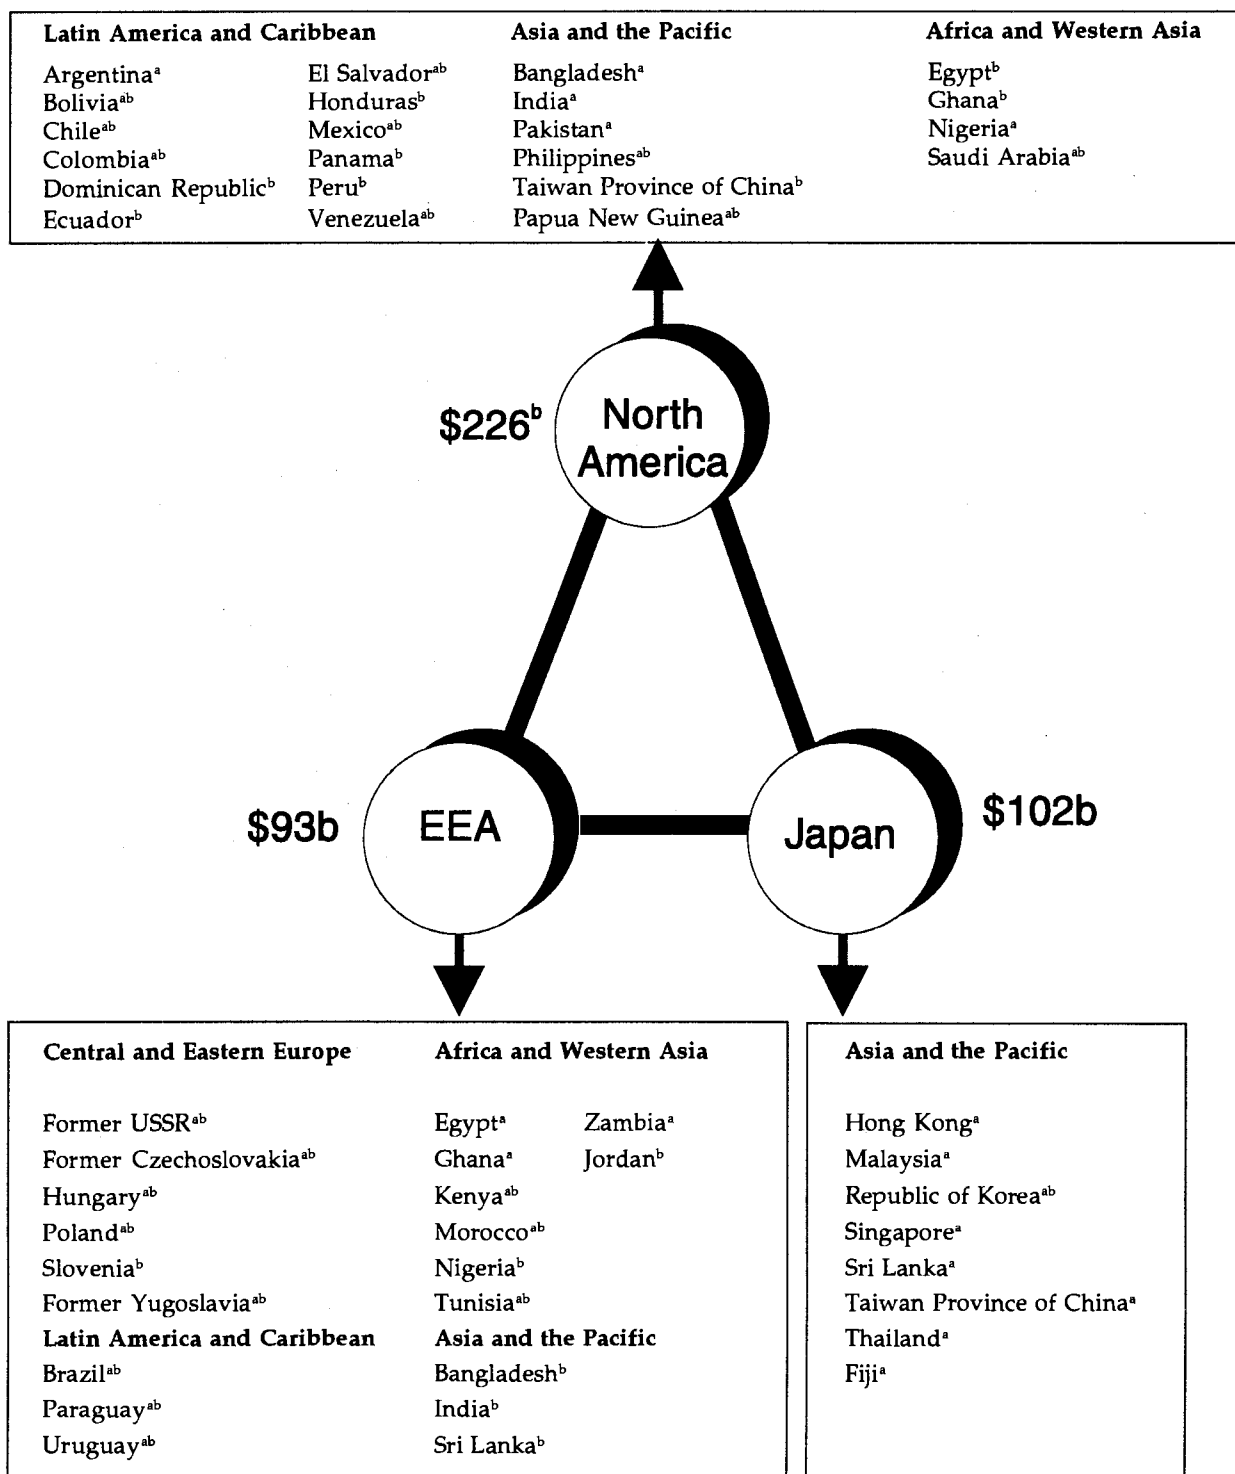 Latin America and Caribbean Asia and the Pacific Africa and Western Asia
Argentinaᵃ El Salvadorᵃᵇ Bangladeshᵃ Egyptᵇ
Boliviaᵃᵇ Hondurasᵇ Indiaᵃ Ghanaᵇ
Chileᵃᵇ Mexicoᵃᵇ Pakistanᵃ Nigeriaᵃ
Colombiaᵃᵇ Panamaᵇ Philippinesᵃᵇ Saudi Arabiaᵃᵇ
Dominican Republicᵇ Peruᵇ Taiwan Province of Chinaᵇ
Ecuadorᵇ Venezuelaᵃᵇ Papua New Guineaᵃᵇ
$226ᵇ
North
America
$93b EEA Japan $102b
Central and Eastern Europe Africa and Western Asia Asia and the Pacific
Former USSRᵃᵇ Egyptᵃ Zambiaᵃ Hong Kongᵃ
Former Czechoslovakiaᵃᵇ Ghanaᵃ Jordanᵇ Malaysiaᵃ
Hungaryᵃᵇ Kenyaᵃᵇ Republic of Koreaᵃᵇ
Polandᵃᵇ Moroccoᵃᵇ Singaporeᵃ
Sloveniaᵇ Nigeriaᵇ Sri Lankaᵃ
Former Yugoslaviaᵃᵇ Tunisiaᵃᵇ Taiwan Province of Chinaᵃ
Latin America and Caribbean Asia and the Pacific Thailandᵃ
Brazilᵃᵇ Bangladeshᵇ Fijiᵃ
Paraguayᵃᵇ Indiaᵇ
Uruguayᵃᵇ Sri Lankaᵇ